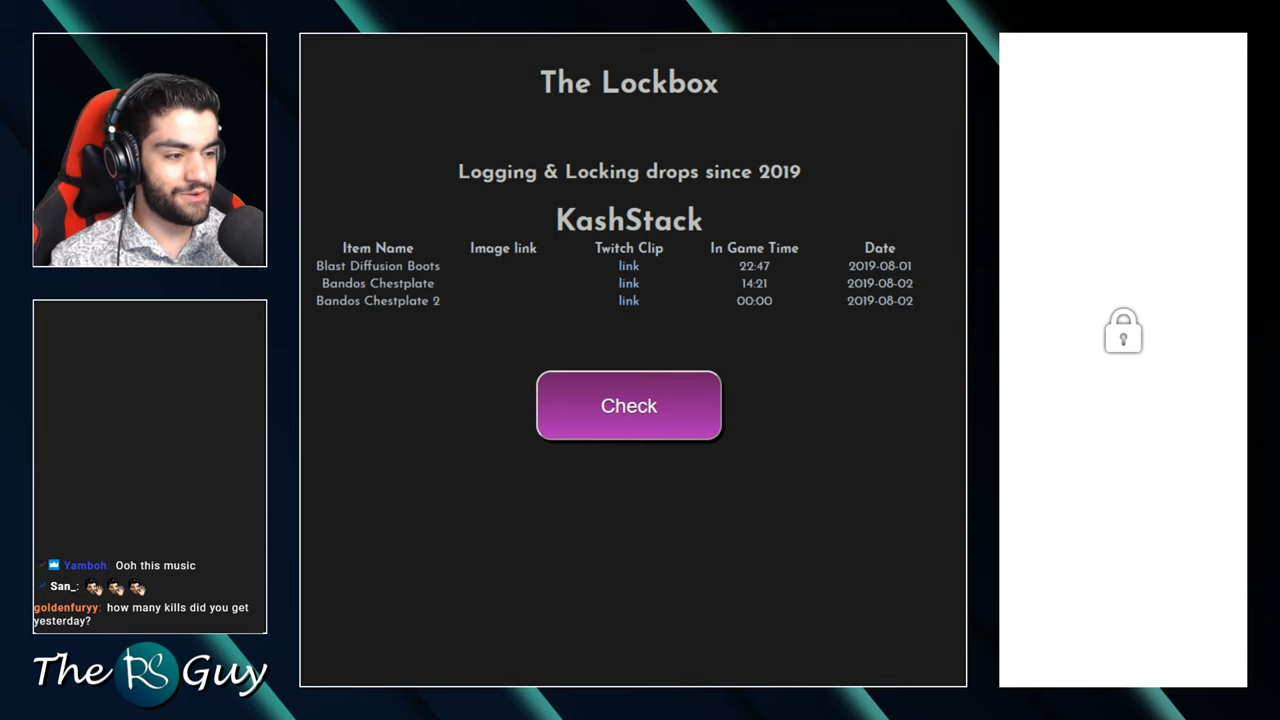 The Lockbox
Logging & Locking drops since 2019
KashStack
Item Name Image link Twitch Clip In Game Time Date
Blast Diffusion Boots link 22:47 2019-08-01
Bandos Chestplate link 14:21 2019-08-02
Bandos Chestplate 2 link 00:00 2019-08-02
Check
Yamboh: Ooh this music
San_:
goldenfuryy: how many kills did you get
yesterday?
The RS Guy